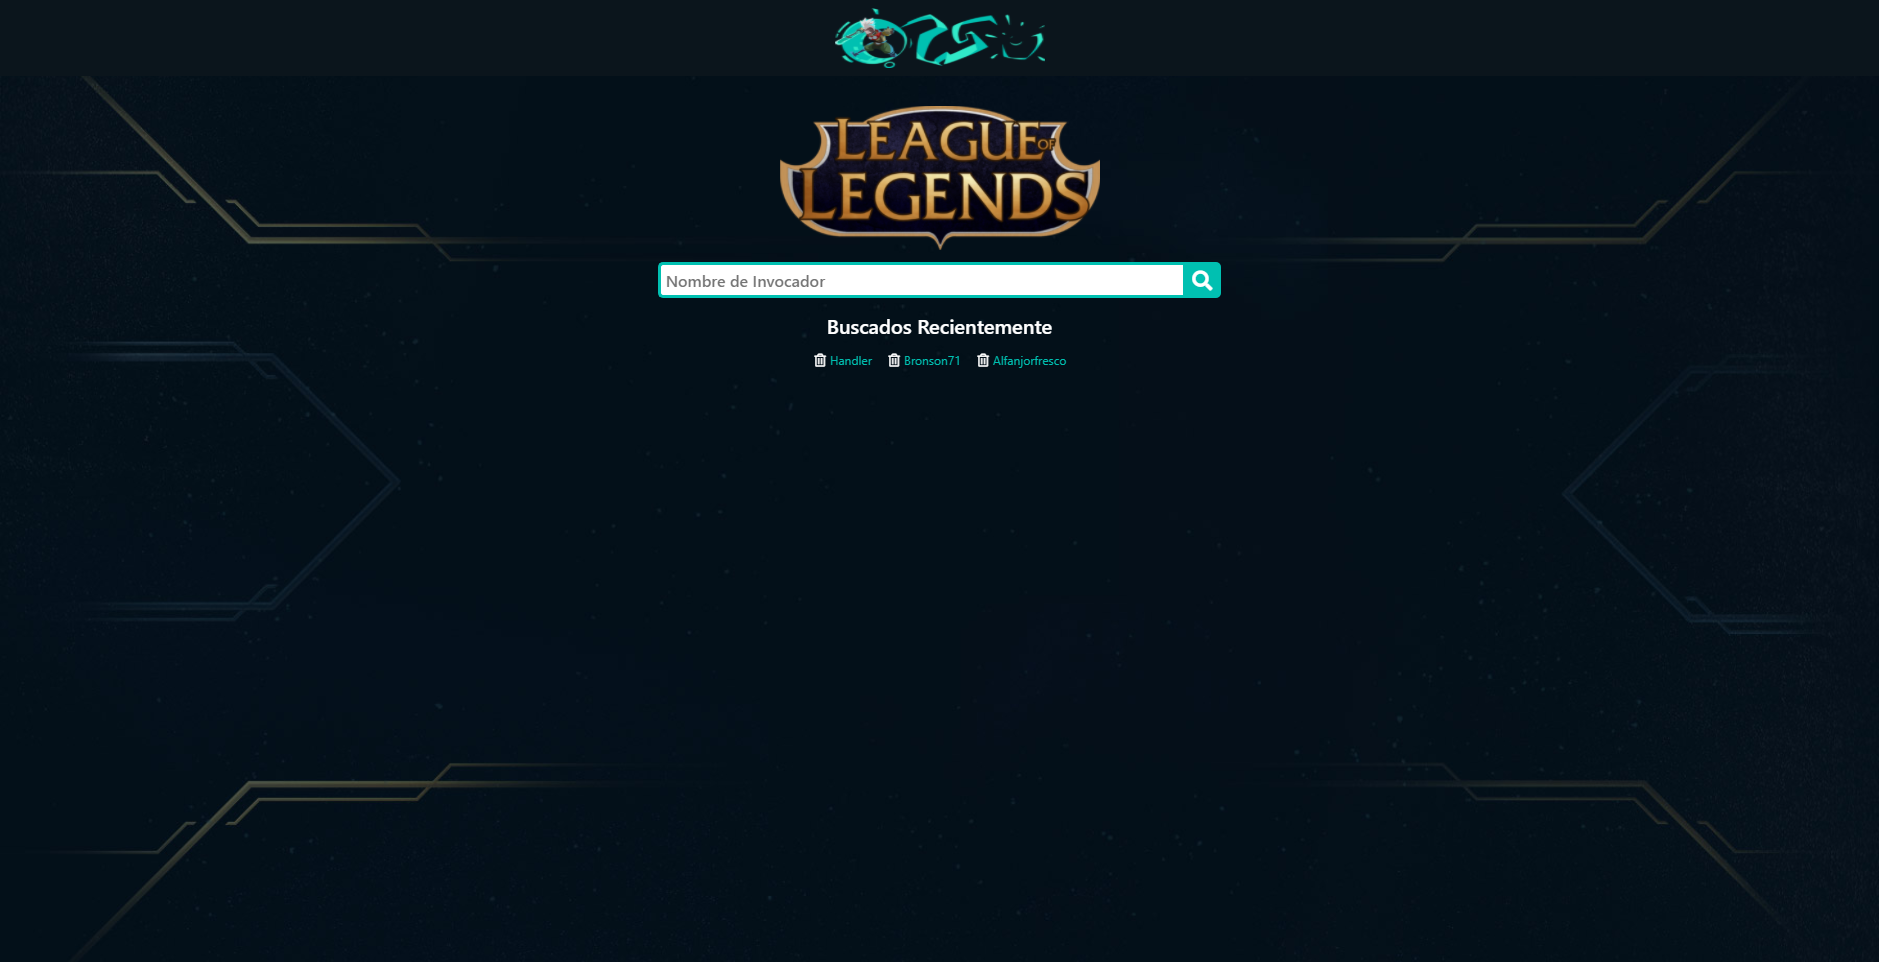 LEAGUE OF
LEGENDS
Nombre de Invocador
Buscados Recientemente
Handler Bronson71 Alfanjorfresco